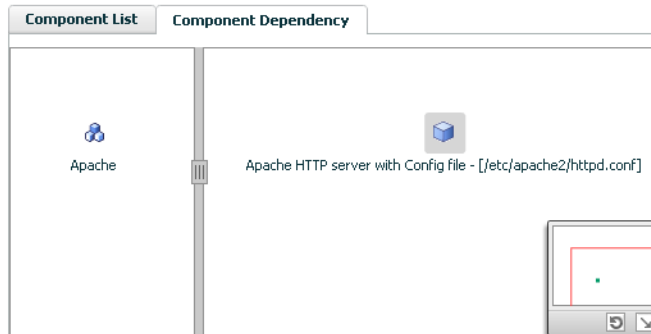 Component List
Component Dependency
Apache
Apache HTTP server with Config file - [/etc/apache2/httpd.conf]